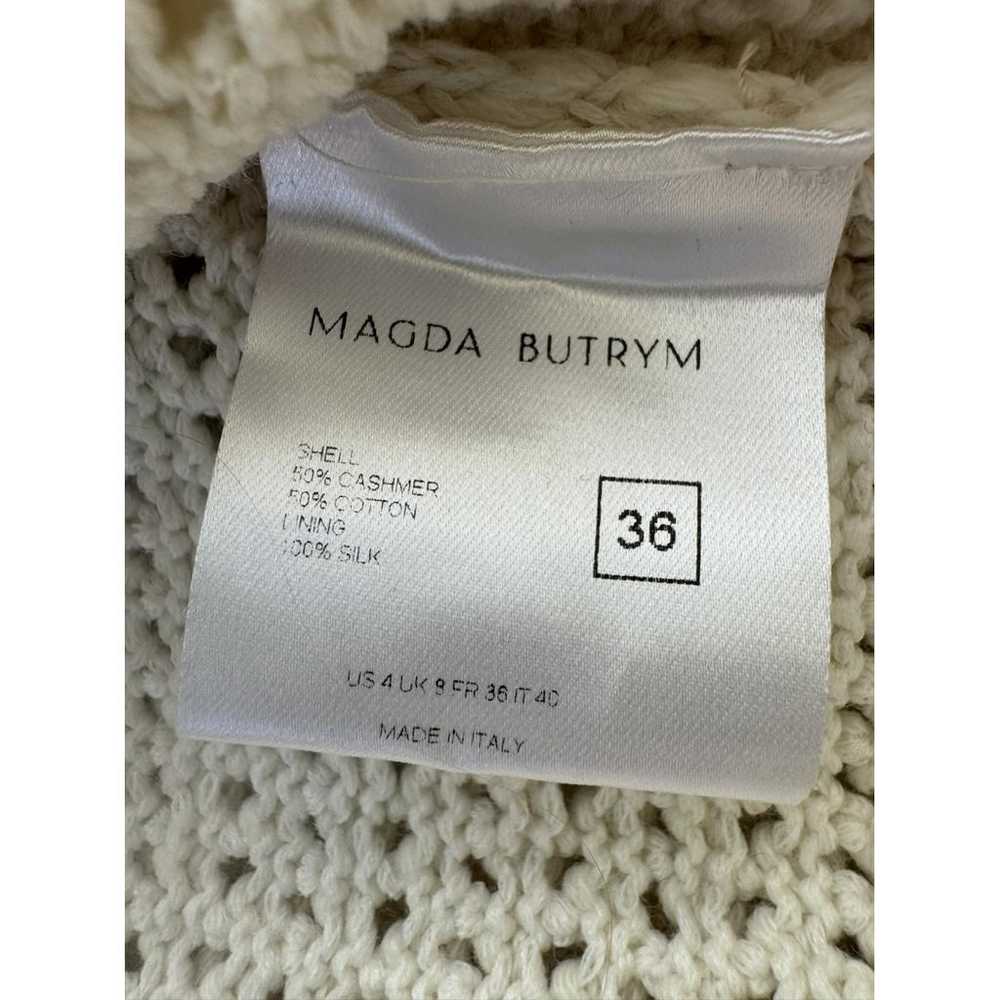 MAGDA BUTRYM
SHELL
50% CASHMER
50% COTTON
LINING
100% SILK
36
US 4 UK 8 FR 36 IT 40
MADE IN ITALY